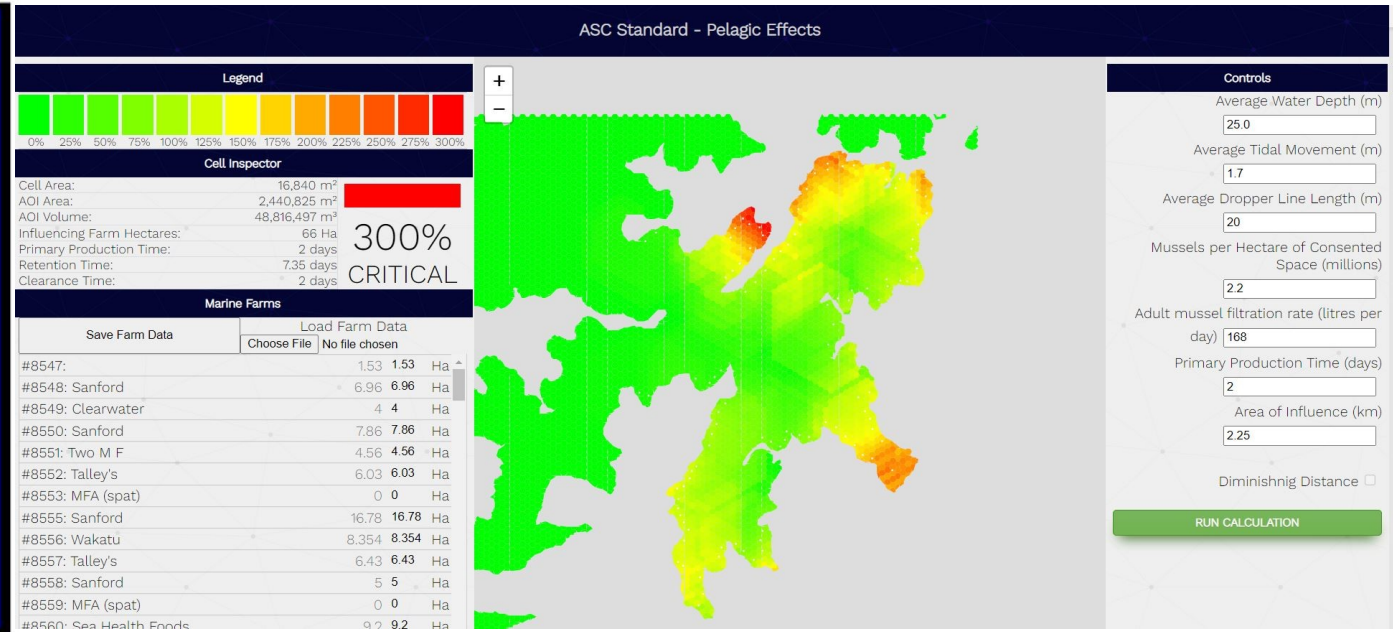 ASC Standard - Pelagic Effects
Legend
0% 25% 50% 75% 100% 125% 150% 175% 200% 225% 250% 275% 300%
Cell Inspector
Cell Area: 16,840 m²
AOI Area: 2,440,825 m²
AOI Volume: 48,816,497 m³
Influencing Farm Hectares: 66 Ha
Primary Production Time: 2 days
Retention Time: 7.35 days
Clearance Time: 2 days
300%
CRITICAL
Marine Farms
Save Farm Data
Load Farm Data
Choose File No file chosen
#8547: 1.53 1.53 Ha
#8548: Sanford 6.96 6.96 Ha
#8549: Clearwater 4 4 Ha
#8550: Sanford 7.86 7.86 Ha
#8551: Two M F 4.56 4.56 Ha
#8552: Talley's 6.03 6.03 Ha
#8553: MFA (spat) 0 0 Ha
#8555: Sanford 16.78 16.78 Ha
#8556: Wakatu 8.354 8.354 Ha
#8557: Talley's 6.43 6.43 Ha
#8558: Sanford 5 5 Ha
#8559: MFA (spat) 0 0 Ha
#8560: Sea Health Foods 9.2 9.2 Ha
+
−
Controls
Average Water Depth (m)
25.0
Average Tidal Movement (m)
1.7
Average Dropper Line Length (m)
20
Mussels per Hectare of Consented
Space (millions)
2.2
Adult mussel filtration rate (litres per
day) 168
Primary Production Time (days)
2
Area of Influence (km)
2.25
Diminishnig Distance
RUN CALCULATION